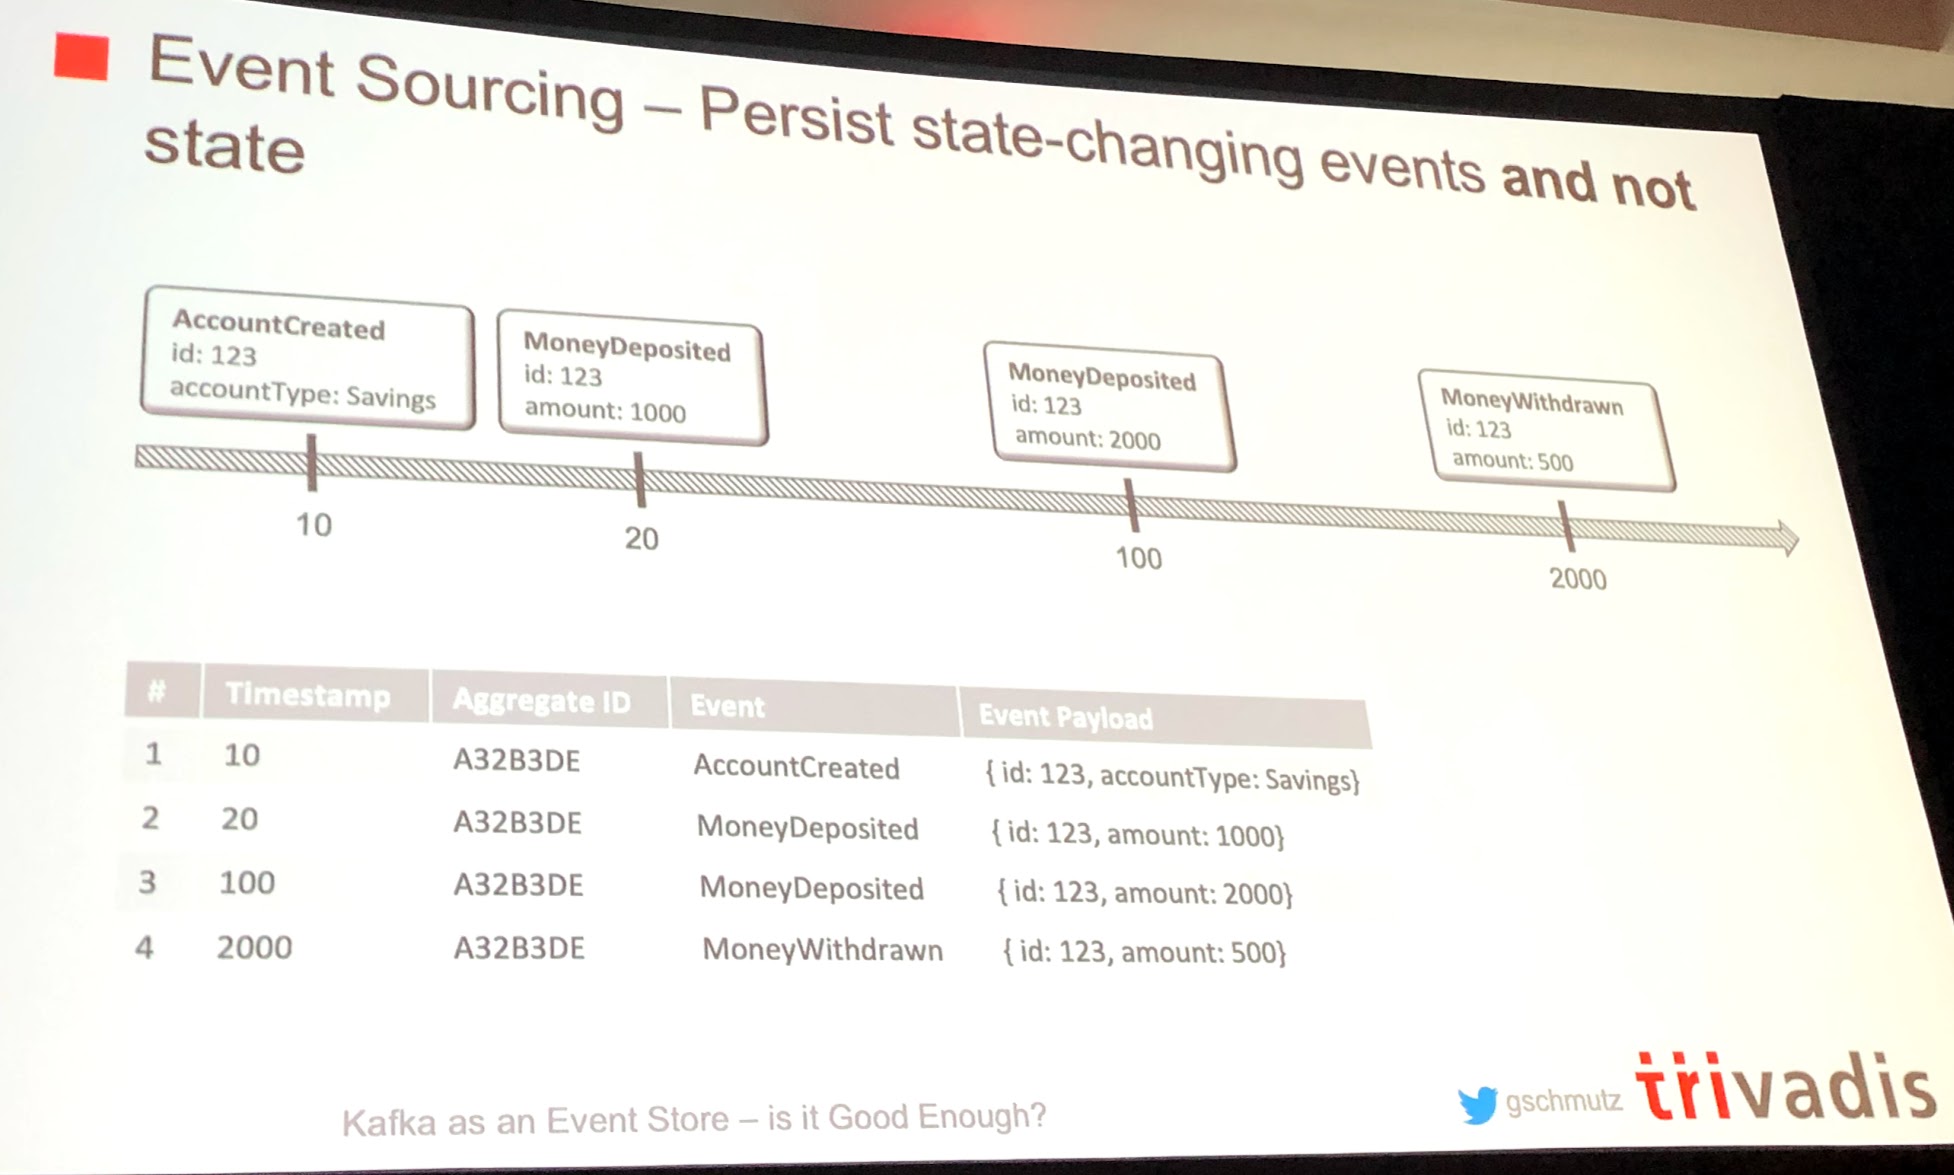 Event Sourcing – Persist state-changing events and not
state
AccountCreated
id: 123
accountType: Savings
MoneyDeposited
id: 123
amount: 1000
MoneyDeposited
id: 123
amount: 2000
MoneyWithdrawn
id: 123
amount: 500
10
20
100
2000
# Timestamp Aggregate ID Event Event Payload
1 10 A32B3DE AccountCreated { id: 123, accountType: Savings}
2 20 A32B3DE MoneyDeposited { id: 123, amount: 1000}
3 100 A32B3DE MoneyDeposited { id: 123, amount: 2000}
4 2000 A32B3DE MoneyWithdrawn { id: 123, amount: 500}
Kafka as an Event Store – is it Good Enough?
gschmutz
trivadis